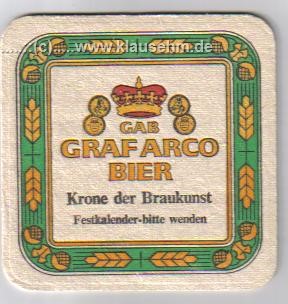 (c) www.klausehm.de
GAB
GRAF ARCO
BIER
Krone der Braukunst
Festkalender-bitte wenden